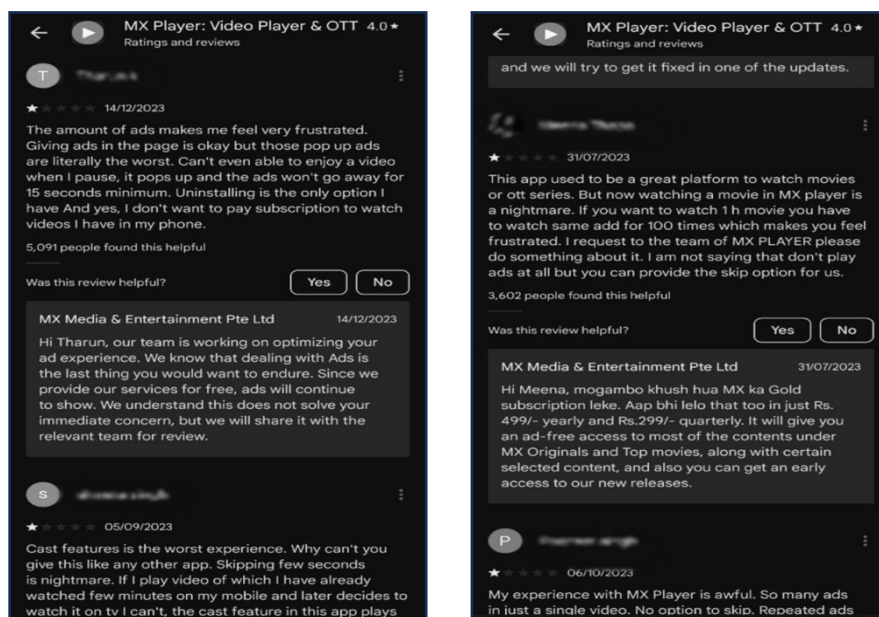 MX Player: Video Player & OTT 4.0★
Ratings and reviews
T
★★★★★ 14/12/2023
The amount of ads makes me feel very frustrated.
Giving ads in the page is okay but those pop up ads
are literally the worst. Can't even able to enjoy a video
when I pause, it pops up and the ads won't go away for
15 seconds minimum. Uninstalling is the only option I
have And yes, I don't want to pay subscription to watch
videos I have in my phone.
5,091 people found this helpful
Was this review helpful? Yes No
MX Media & Entertainment Pte Ltd 14/12/2023
Hi Tharun, our team is working on optimizing your
ad experience. We know that dealing with Ads is
the last thing you would want to endure. Since we
provide our services for free, ads will continue
to show. We understand this does not solve your
immediate concern, but we will share it with the
relevant team for review.
S
★★★★★ 05/09/2023
Cast features is the worst experience. Why can't you
give this like any other app. Skipping few seconds
is nightmare. If I play video of which I have already
watched few minutes on my mobile and later decides to
watch it on tv I can't, the cast feature in this app plays
MX Player: Video Player & OTT 4.0★
Ratings and reviews
and we will try to get it fixed in one of the updates.
★★★★★ 31/07/2023
This app used to be a great platform to watch movies
or ott series. But now watching a movie in MX player is
a nightmare. If you want to watch 1 h movie you have
to watch same add for 100 times which makes you feel
frustrated. I request to the team of MX PLAYER please
do something about it. I am not saying that don't play
ads at all but you can provide the skip option for us.
3,602 people found this helpful
Was this review helpful? Yes No
MX Media & Entertainment Pte Ltd 31/07/2023
Hi Meena, mogambo khush hua MX ka Gold
subscription leke. Aap bhi lelo that too in just Rs.
499/- yearly and Rs.299/- quarterly. It will give you
an ad-free access to most of the contents under
MX Originals and Top movies, along with certain
selected content, and also you can get an early
access to our new releases.
P
★★★★★ 06/10/2023
My experience with MX Player is awful. So many ads
in just a single video. No option to skip. Repeated ads